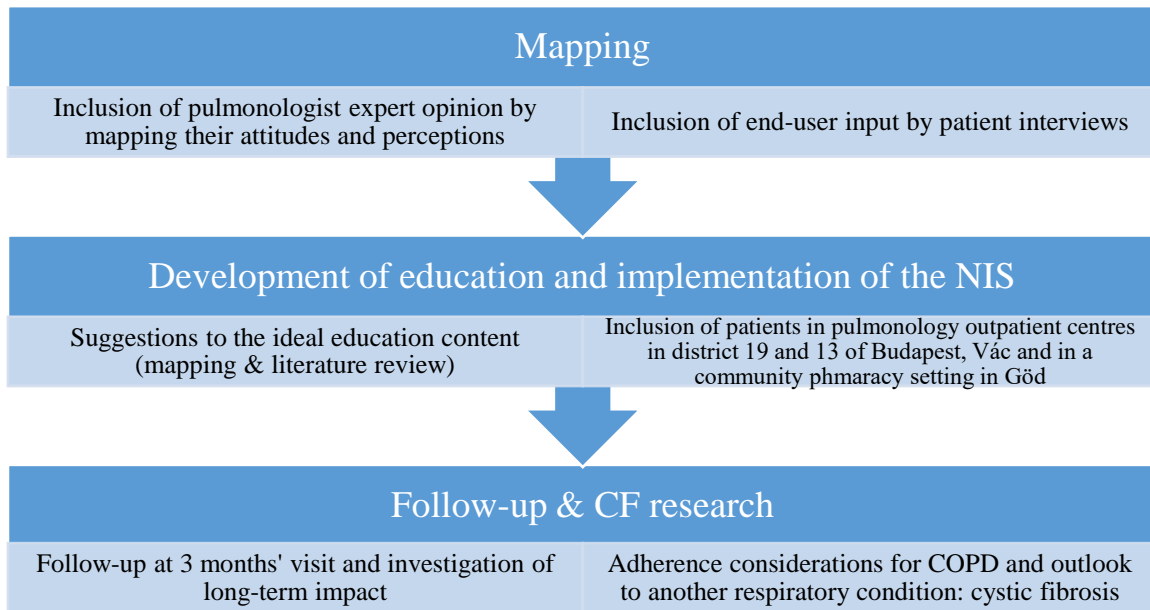 Mapping
Inclusion of pulmonologist expert opinion by
mapping their attitudes and perceptions
Inclusion of end-user input by patient interviews
Development of education and implementation of the NIS
Suggestions to the ideal education content
(mapping & literature review)
Inclusion of patients in pulmonology outpatient centres
in district 19 and 13 of Budapest, Vác and in a
community phmaracy setting in Göd
Follow-up & CF research
Follow-up at 3 months' visit and investigation of
long-term impact
Adherence considerations for COPD and outlook
to another respiratory condition: cystic fibrosis